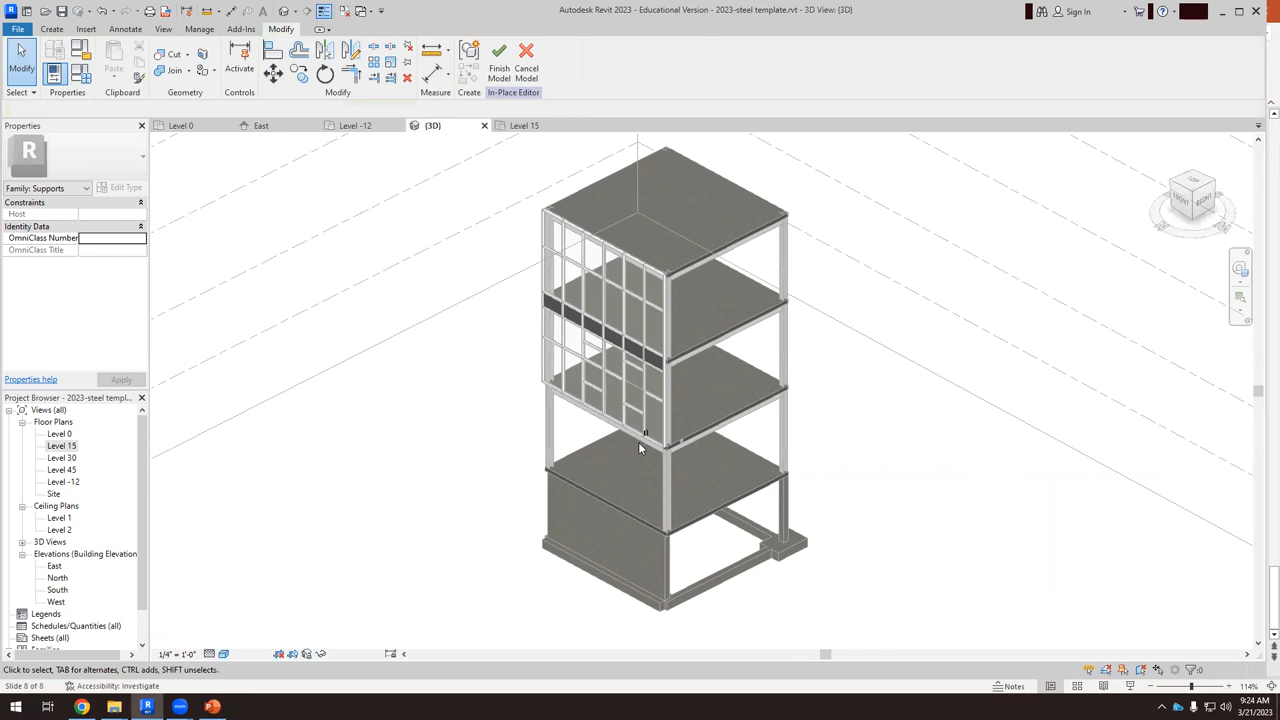 Autodesk Revit 2023 - Educational Version - 2023-steel template.rvt - 3D View: {3D}
Sign In
File Create Insert Annotate View Manage Add-Ins Modify
Modify Paste Cut Join Activate Finish Model Cancel Model
Select Properties Clipboard Geometry Controls Modify Measure Create In-Place Editor
Properties
Level 0 East Level -12 {3D} Level 15
R
Family: Supports Edit Type
Constraints
Host
Identity Data
OmniClass Number
OmniClass Title
Properties help Apply
Project Browser - 2023-steel templ...
Views (all)
Floor Plans
Level 0
Level 15
Level 30
Level 45
Level -12
Site
Ceiling Plans
Level 1
Level 2
3D Views
Elevations (Building Elevation
East
North
South
West
Legends
Schedules/Quantities (all)
Sheets (all)
FRONT RIGHT
1/4" = 1'-0"
Click to select, TAB for alternates, CTRL adds, SHIFT unselects.
:0
Slide 8 of 8 Accessibility: Investigate Notes 114%
9:24 AM
3/21/2023